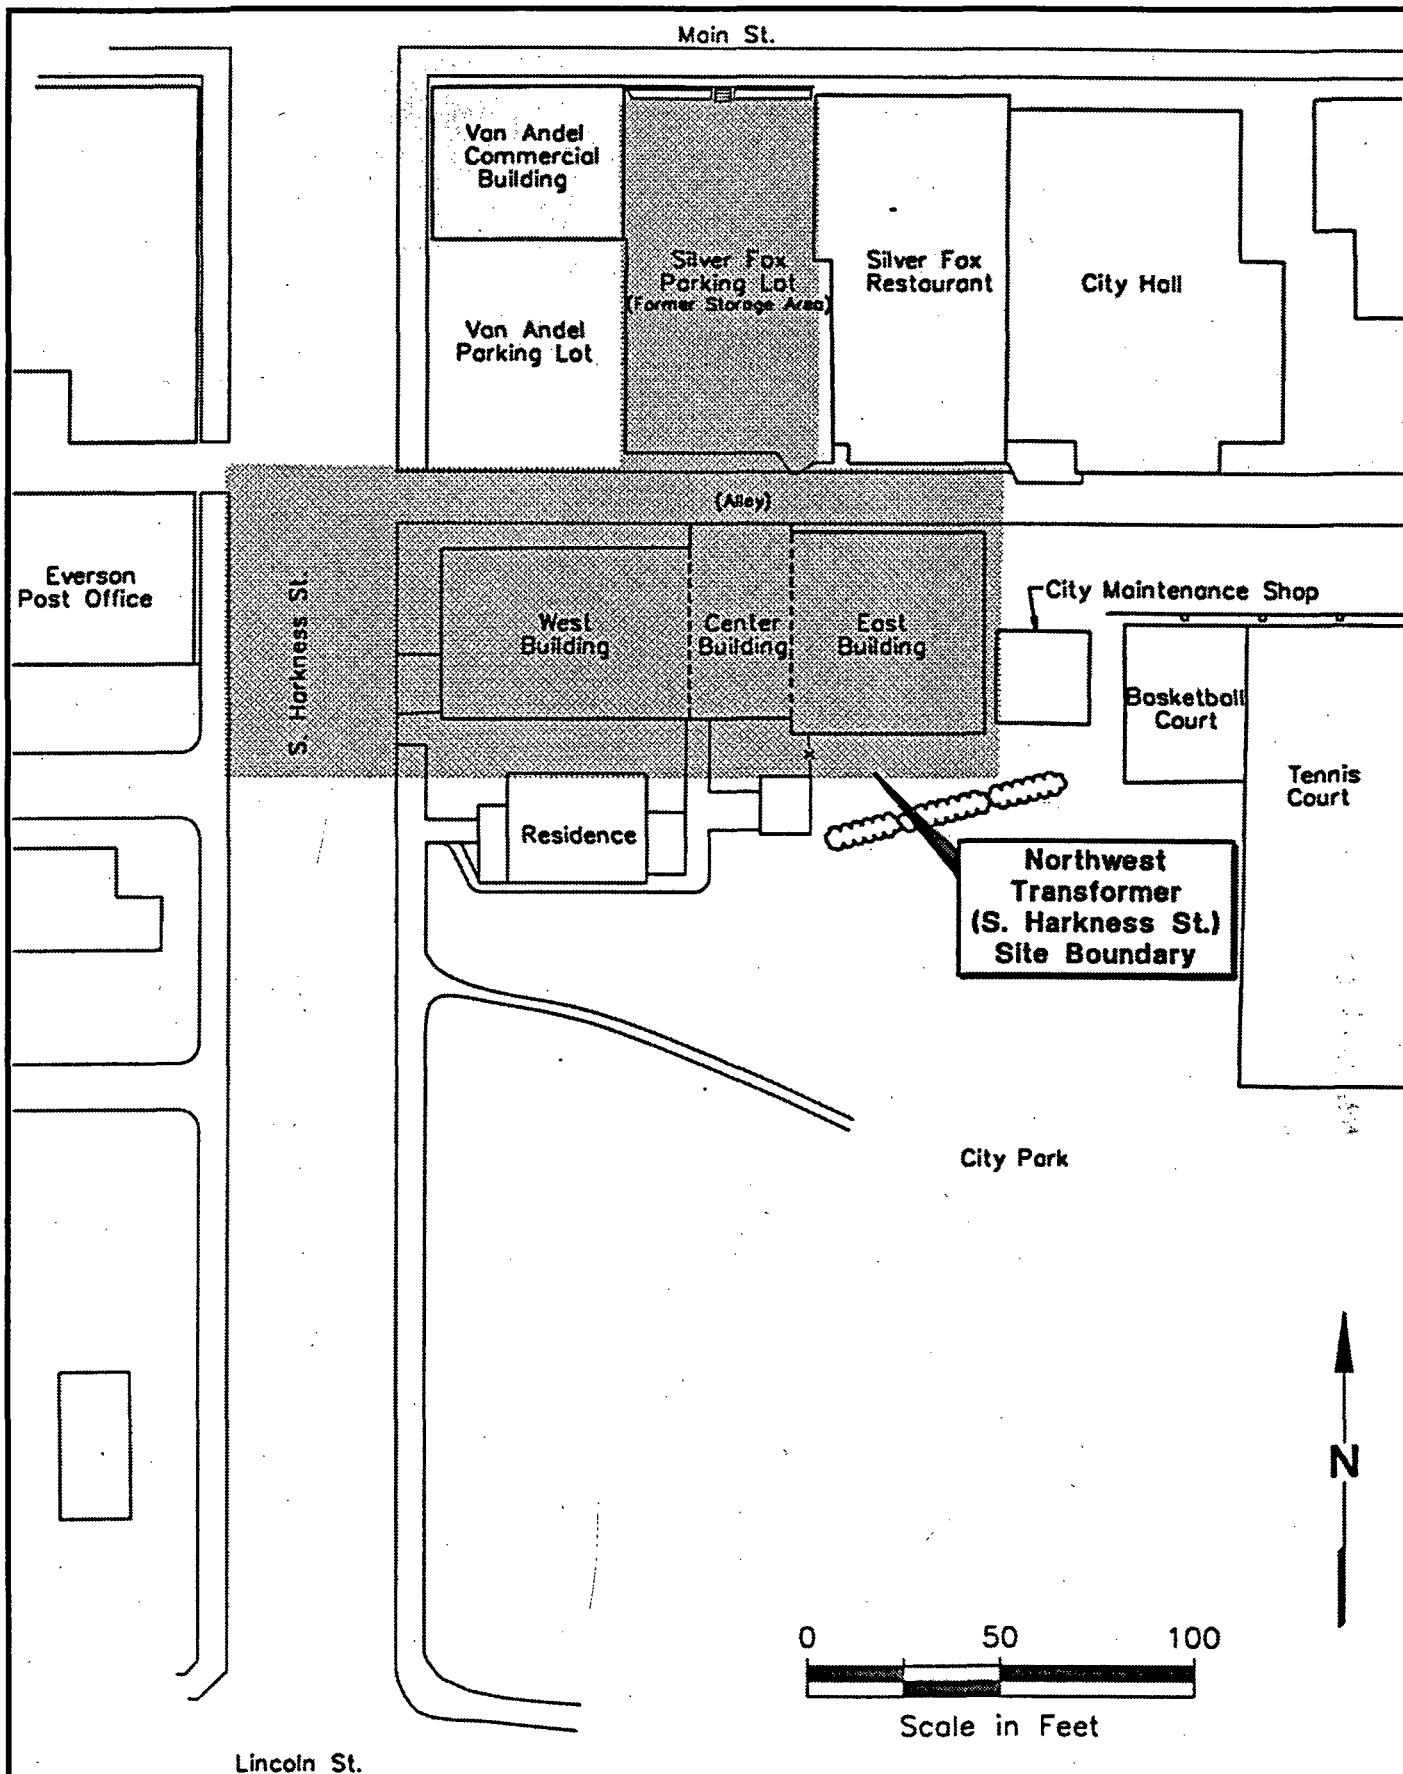 Main St.
Van Andel
Commercial
Building
Silver Fox
Parking Lot
(Former Storage Area)
Silver Fox
Restaurant
City Hall
Van Andel
Parking Lot
(Alley)
Everson
Post Office
S. Harkness St.
West
Building
Center
Building
East
Building
City Maintenance Shop
Basketball
Court
Tennis
Court
Residence
Northwest
Transformer
(S. Harkness St.)
Site Boundary
City Park
N
0 50 100
Scale in Feet
Lincoln St.